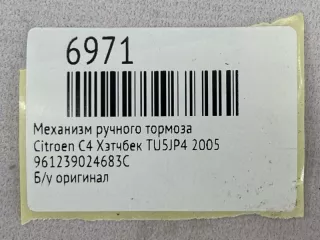 6971
Механизм ручного тормоза
Citroen C4 Хэтчбек TU5JP4 2005
961239024683C
Б/у оригинал